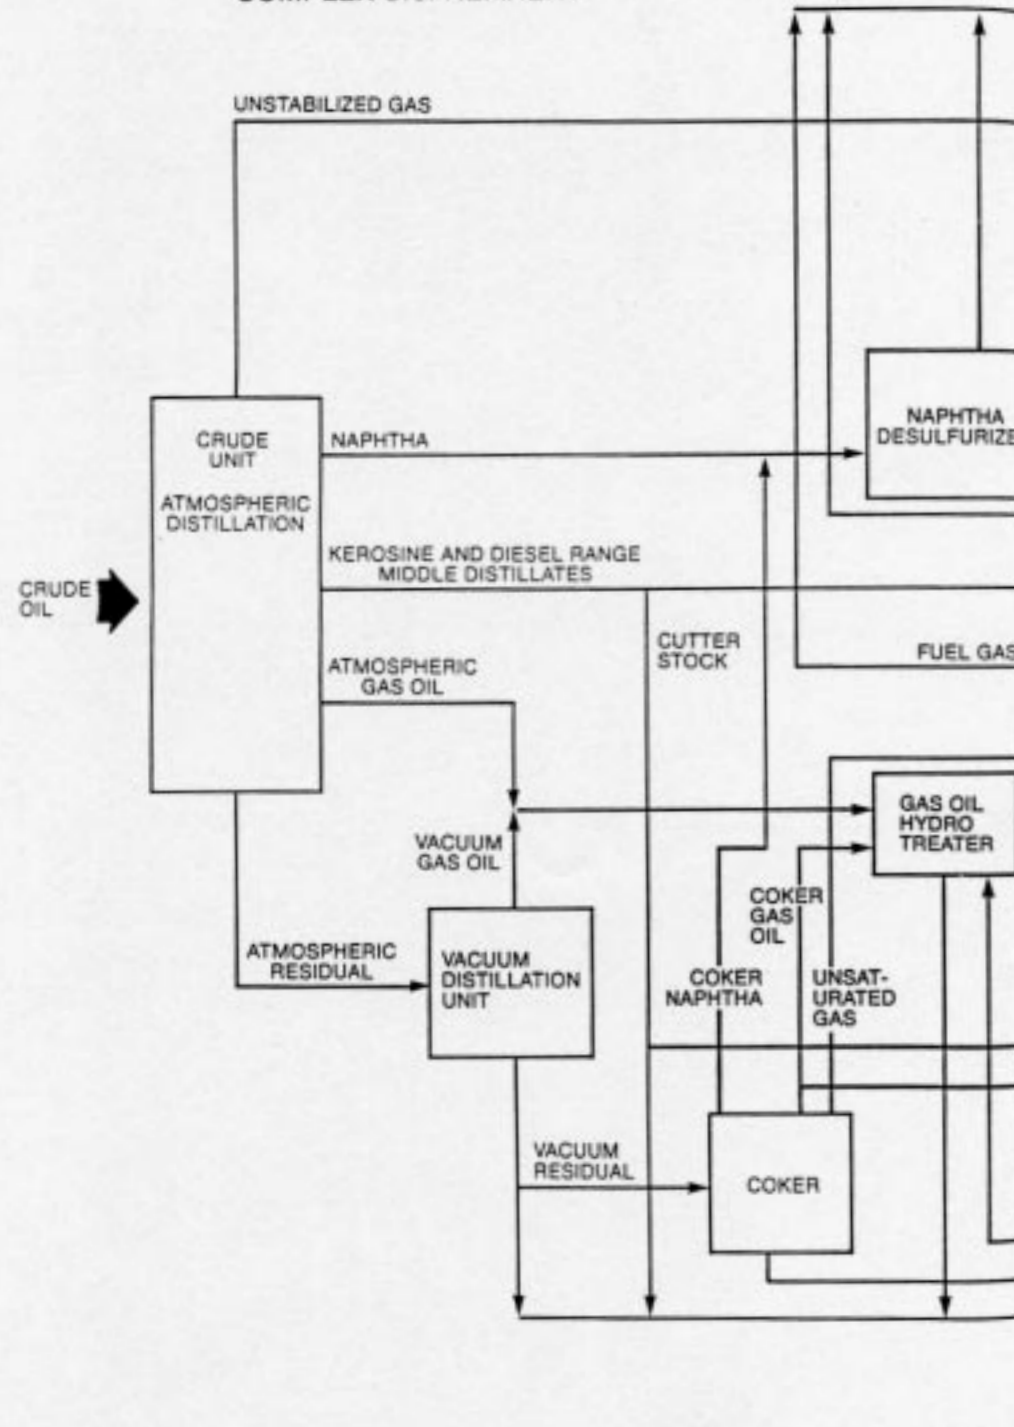 UNSTABILIZED GAS
CRUDE
UNIT
ATMOSPHERIC
DISTILLATION
NAPHTHA
NAPHTHA
DESULFURIZE
KEROSINE AND DIESEL RANGE
MIDDLE DISTILLATES
CRUDE
OIL
CUTTER
STOCK
FUEL GAS
ATMOSPHERIC
GAS OIL
GAS OIL
HYDRO
TREATER
VACUUM
GAS OIL
COKER
GAS
OIL
ATMOSPHERIC
RESIDUAL
VACUUM
DISTILLATION
UNIT
COKER
NAPHTHA
UNSAT-
URATED
GAS
VACUUM
RESIDUAL
COKER